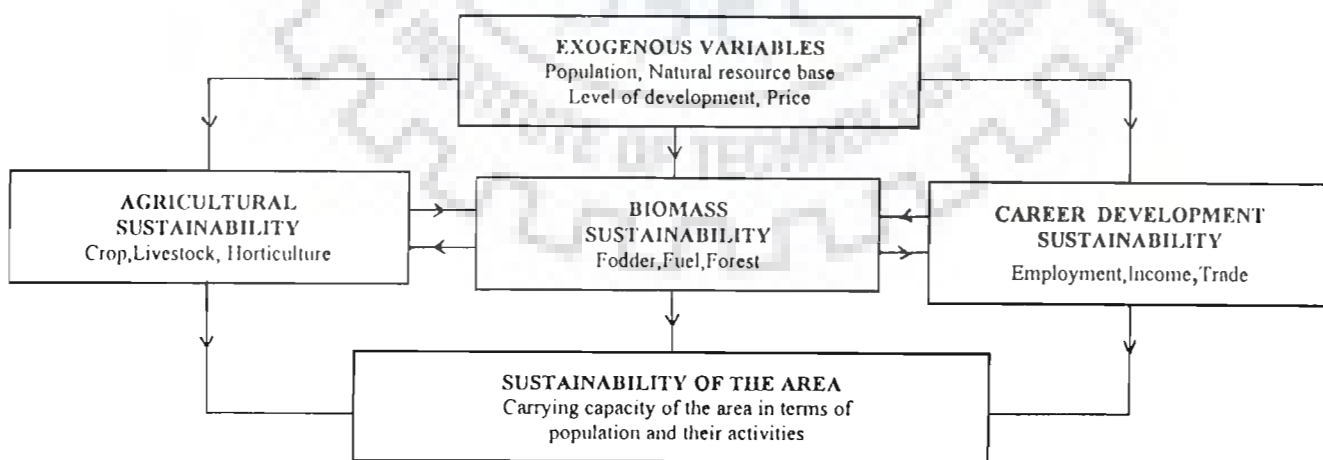 EXOGENOUS VARIABLES
Population, Natural resource base
Level of development, Price
AGRICULTURAL
SUSTAINABILITY
Crop,Livestock, Horticulture
BIOMASS
SUSTAINABILITY
Fodder,Fuel,Forest
CAREER DEVELOPMENT
SUSTAINABILITY
Employment,Income,Trade
SUSTAINABILITY OF THE AREA
Carrying capacity of the area in terms of
population and their activities